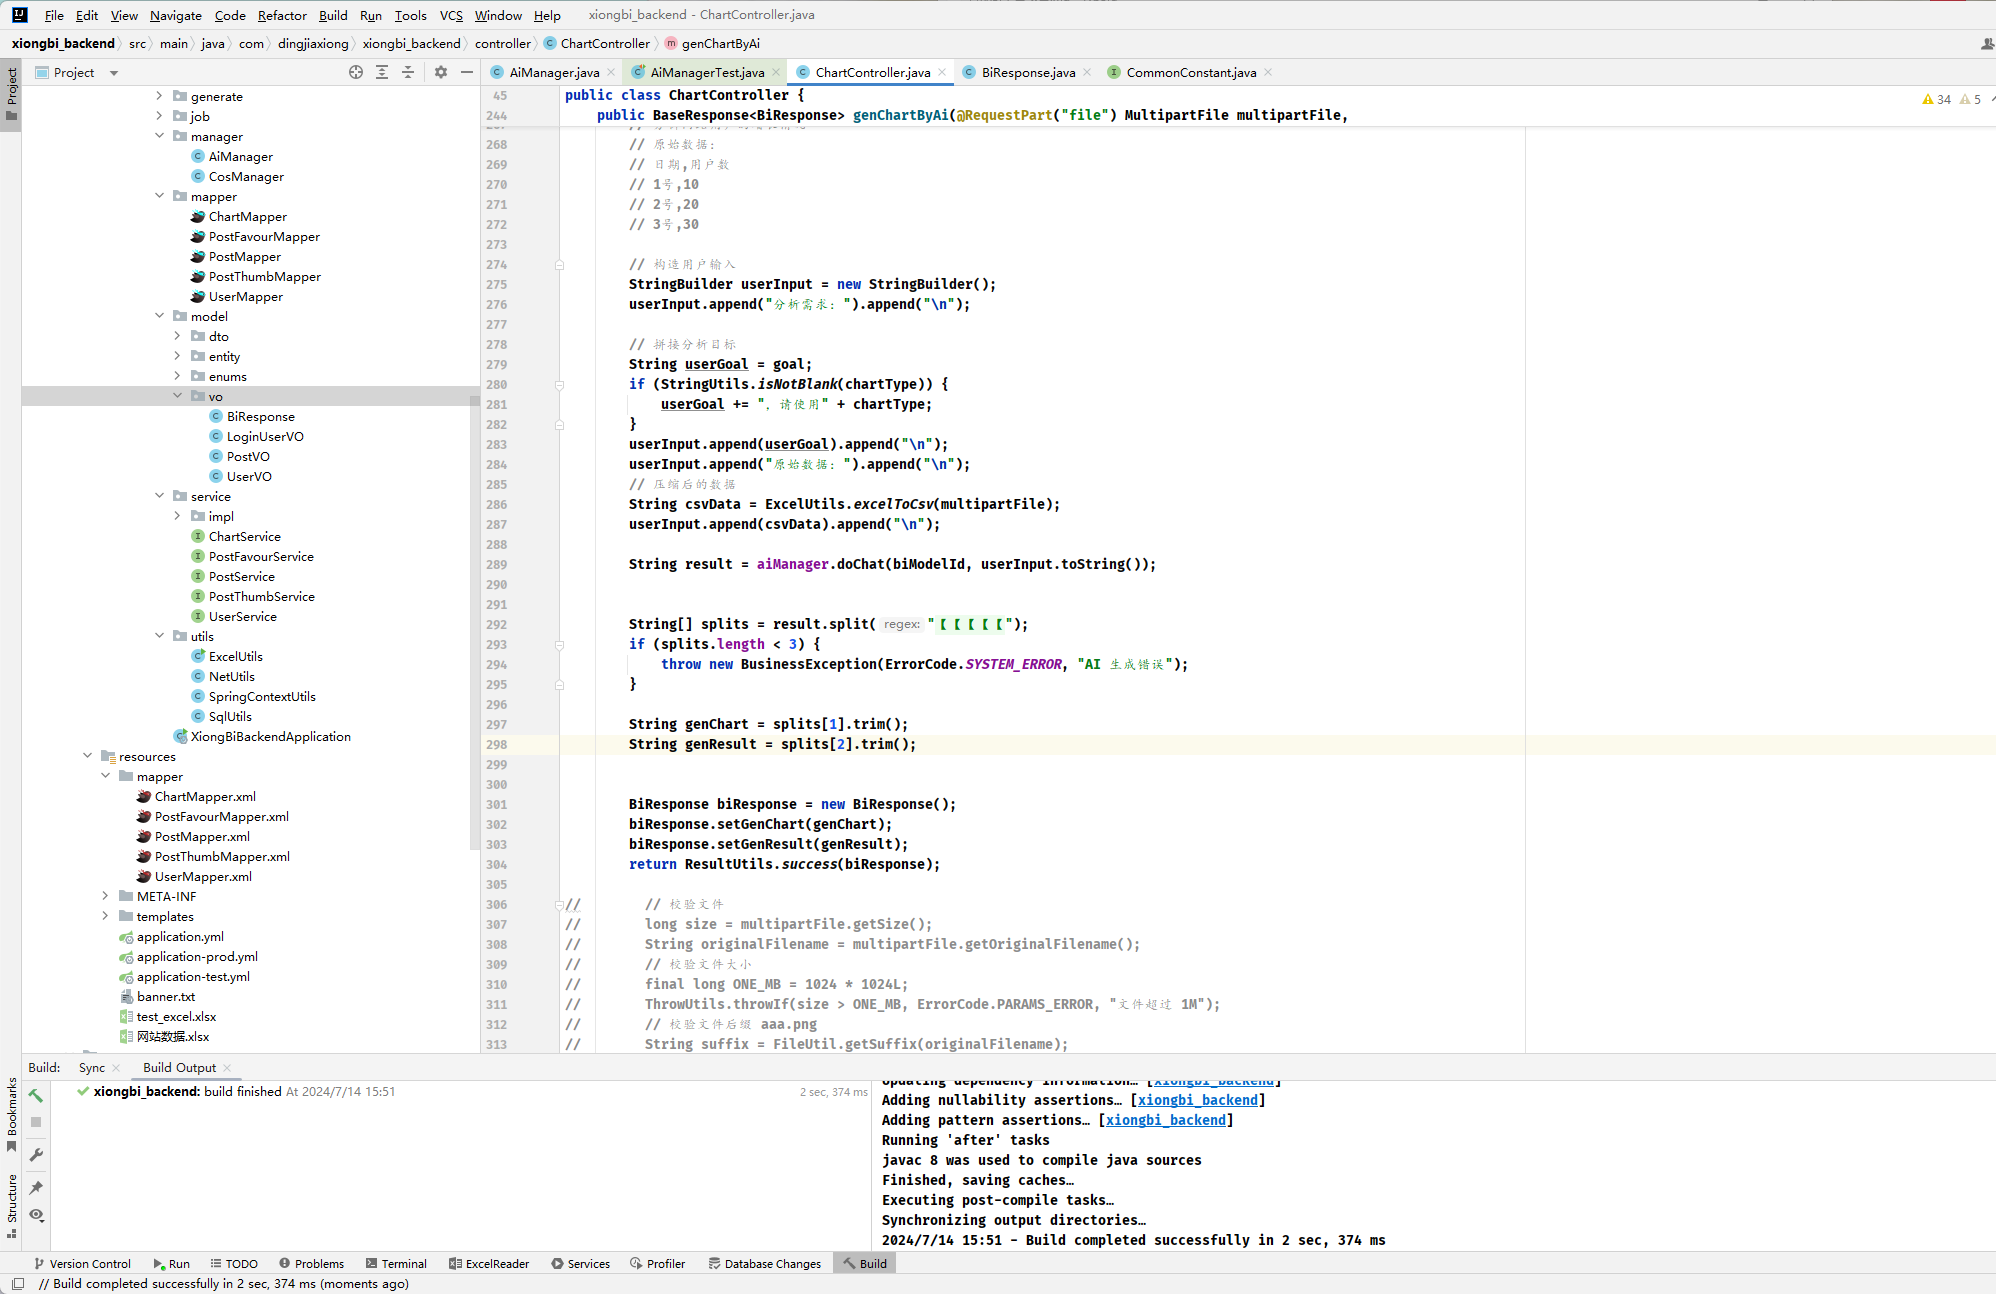 File Edit View Navigate Code Refactor Build Run Tools VCS Window Help xiongbi_backend - ChartController.java
xiongbi_backend src main java com dingjiaxiong xiongbi_backend controller ChartController genChartByAi
Project
Project
generate
job
manager
AiManager
CosManager
mapper
ChartMapper
PostFavourMapper
PostMapper
PostThumbMapper
UserMapper
model
dto
entity
enums
vo
BiResponse
LoginUserVO
PostVO
UserVO
service
impl
ChartService
PostFavourService
PostService
PostThumbService
UserService
utils
ExcelUtils
NetUtils
SpringContextUtils
SqlUtils
XiongBiBackendApplication
resources
mapper
ChartMapper.xml
PostFavourMapper.xml
PostMapper.xml
PostThumbMapper.xml
UserMapper.xml
META-INF
templates
application.yml
application-prod.yml
application-test.yml
banner.txt
test_excel.xlsx
网站数据.xlsx
AiManager.java AiManagerTest.java ChartController.java BiResponse.java CommonConstant.java
34 5
45 public class ChartController {
244 public BaseResponse<BiResponse> genChartByAi(@RequestPart("file") MultipartFile multipartFile,
268 // 原始数据:
269 // 日期,用户数
270 // 1号,10
271 // 2号,20
272 // 3号,30
273
274 // 构造用户输入
275 StringBuilder userInput = new StringBuilder();
276 userInput.append("分析需求: ").append("\n");
277
278 // 拼接分析目标
279 String userGoal = goal;
280 if (StringUtils.isNotBlank(chartType)) {
281 userGoal += ", 请使用" + chartType;
282 }
283 userInput.append(userGoal).append("\n");
284 userInput.append("原始数据: ").append("\n");
285 // 压缩后的数据
286 String csvData = ExcelUtils.excelToCsv(multipartFile);
287 userInput.append(csvData).append("\n");
288
289 String result = aiManager.doChat(biModelId, userInput.toString());
290
291
292 String[] splits = result.split( regex: "【【【【【");
293 if (splits.length < 3) {
294 throw new BusinessException(ErrorCode.SYSTEM_ERROR, "AI 生成错误");
295 }
296
297 String genChart = splits[1].trim();
298 String genResult = splits[2].trim();
299
300
301 BiResponse biResponse = new BiResponse();
302 biResponse.setGenChart(genChart);
303 biResponse.setGenResult(genResult);
304 return ResultUtils.success(biResponse);
305
306 // // 校验文件
307 // long size = multipartFile.getSize();
308 // String originalFilename = multipartFile.getOriginalFilename();
309 // // 校验文件大小
310 // final long ONE_MB = 1024 * 1024L;
311 // ThrowUtils.throwIf(size > ONE_MB, ErrorCode.PARAMS_ERROR, "文件超过 1M");
312 // // 校验文件后缀 aaa.png
313 // String suffix = FileUtil.getSuffix(originalFilename);
Build: Sync Build Output
xiongbi_backend: build finished At 2024/7/14 15:51 2 sec, 374 ms
Updating dependency information… [xiongbi_backend]
Adding nullability assertions… [xiongbi_backend]
Adding pattern assertions… [xiongbi_backend]
Running 'after' tasks
javac 8 was used to compile java sources
Finished, saving caches…
Executing post-compile tasks…
Synchronizing output directories…
2024/7/14 15:51 - Build completed successfully in 2 sec, 374 ms
Bookmarks
Structure
Version Control Run TODO Problems Terminal ExcelReader Services Profiler Database Changes Build
// Build completed successfully in 2 sec, 374 ms (moments ago)